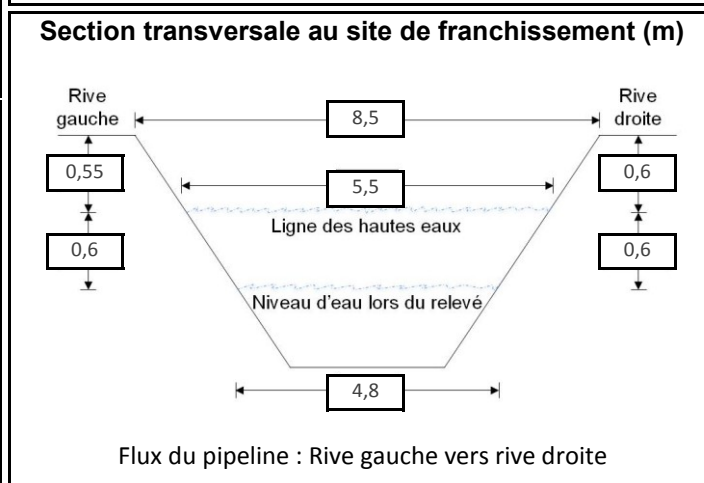 Section transversale au site de franchissement (m)
Rive gauche
8,5
Rive droite
0,55
5,5
0,6
Ligne des hautes eaux
0,6
0,6
Niveau d'eau lors du relevé
4,8
Flux du pipeline : Rive gauche vers rive droite